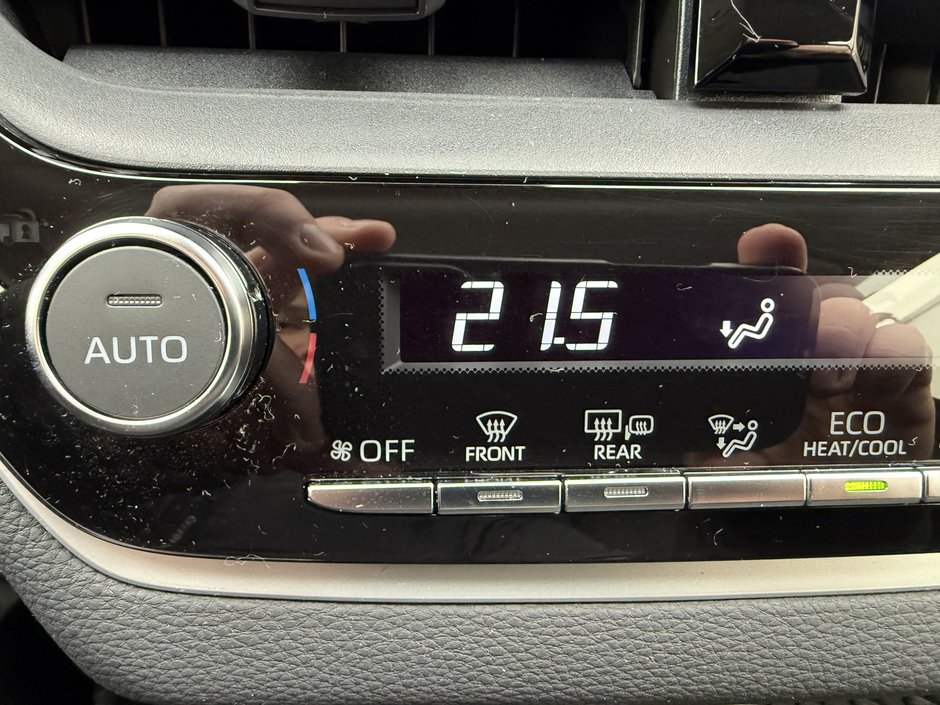 21.5
AUTO
OFF
FRONT
REAR
ECO
HEAT/COOL